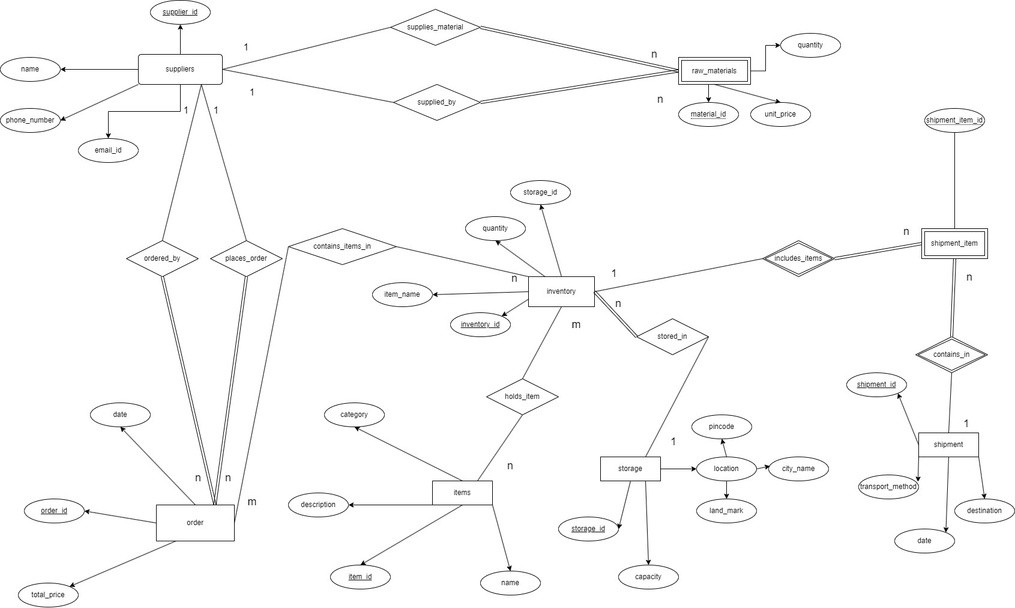 supplier_id
supplies_material
1
quantity
n
name
suppliers
raw_materials
1
supplied_by
n
phone_number
1
1
material_id
unit_price
shipment_item_id
email_id
storage_id
quantity
n
contains_items_in
shipment_item
ordered_by
places_order
includes_items
1
n
n
item_name
inventory
n
inventory_id
m
stored_in
contains_in
shipment_id
holds_item
date
category
pincode
1
1
shipment
n
storage
location
city_name
n
n
items
transport_method
m
description
order_id
order
land_mark
destination
storage_id
date
item_id
name
capacity
total_price